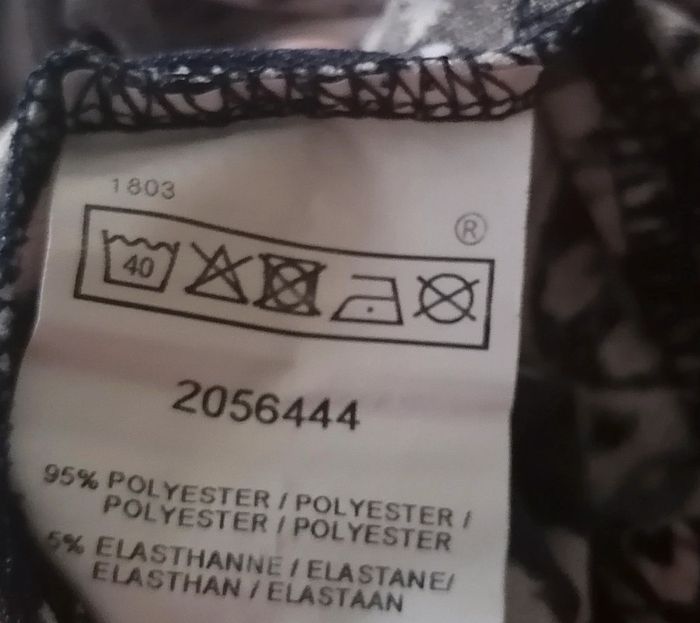 1803
®
40
2056444
95% POLYESTER / POLYESTER /
POLYESTER / POLYESTER
5% ELASTHANNE / ELASTANE/
ELASTHAN / ELASTAAN